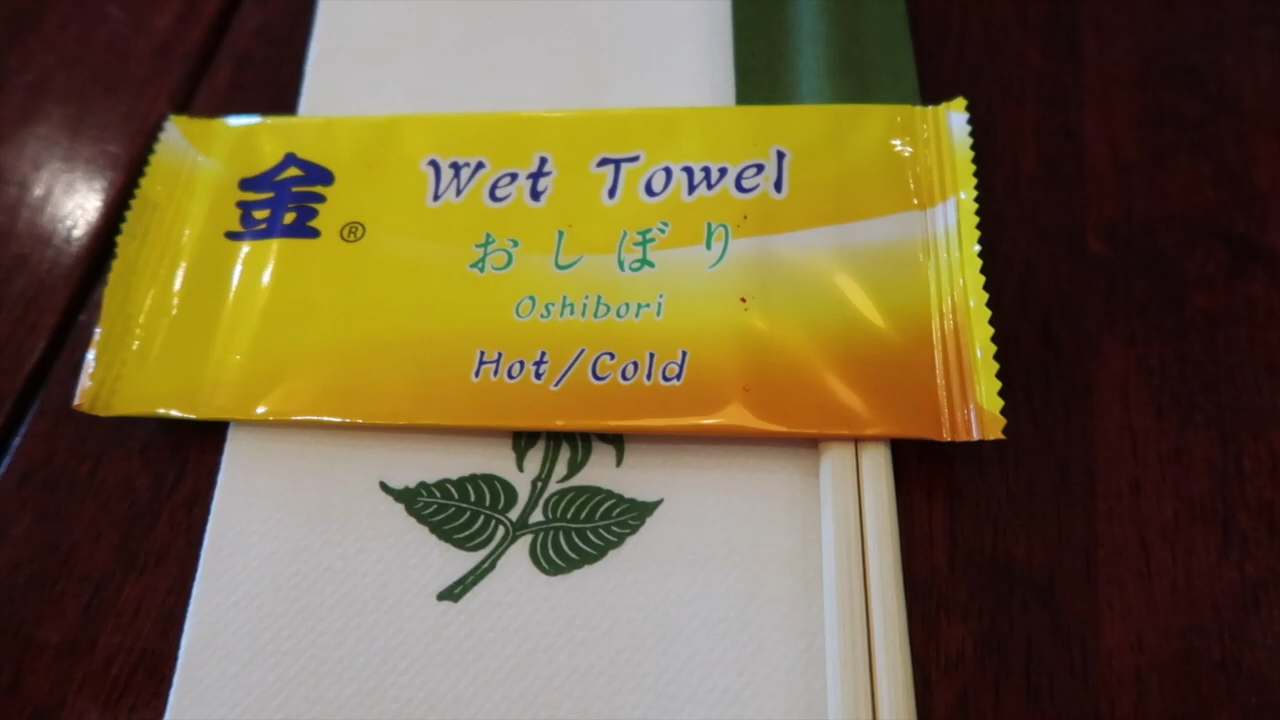 金®
Wet Towel
おしぼり
Oshibori
Hot/Cold